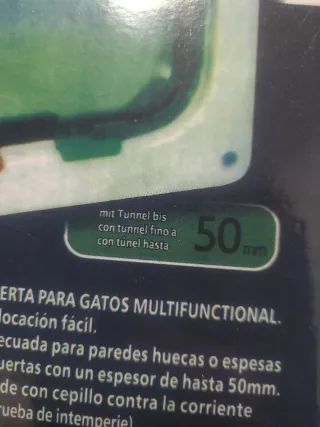 mit Tunnel bis
con tunnel fino a
con túnel hasta
50mm
ERTA PARA GATOS MULTIFUNCTIONAL.
locación fácil.
ecuada para paredes huecas o espesas
uertas con un espesor de hasta 50mm.
de con cepillo contra la corriente
rueba de intemperie)